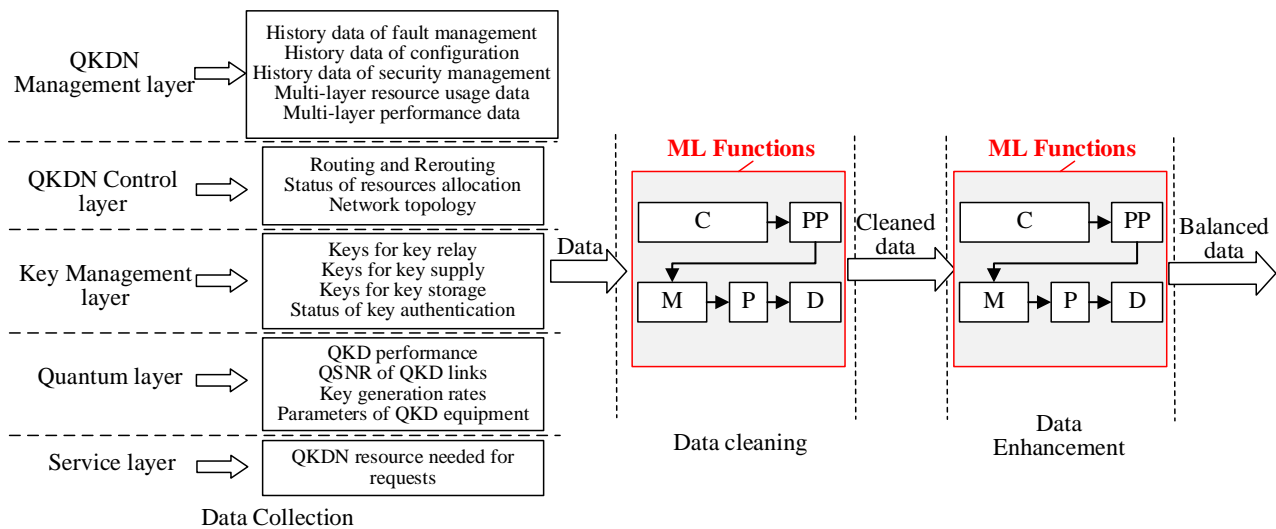 QKDN
Management layer
History data of fault management
History data of configuration
History data of security management
Multi-layer resource usage data
Multi-layer performance data
QKDN Control
layer
Routing and Rerouting
Status of resources allocation
Network topology
Key Management
layer
Keys for key relay
Keys for key supply
Keys for key storage
Status of key authentication
Quantum layer
QKD performance
QSNR of QKD links
Key generation rates
Parameters of QKD equipment
Service layer
QKDN resource needed for
requests
Data Collection
Data
ML Functions
C
PP
M
P
D
Data cleaning
Cleaned
data
ML Functions
C
PP
M
P
D
Data
Enhancement
Balanced
data